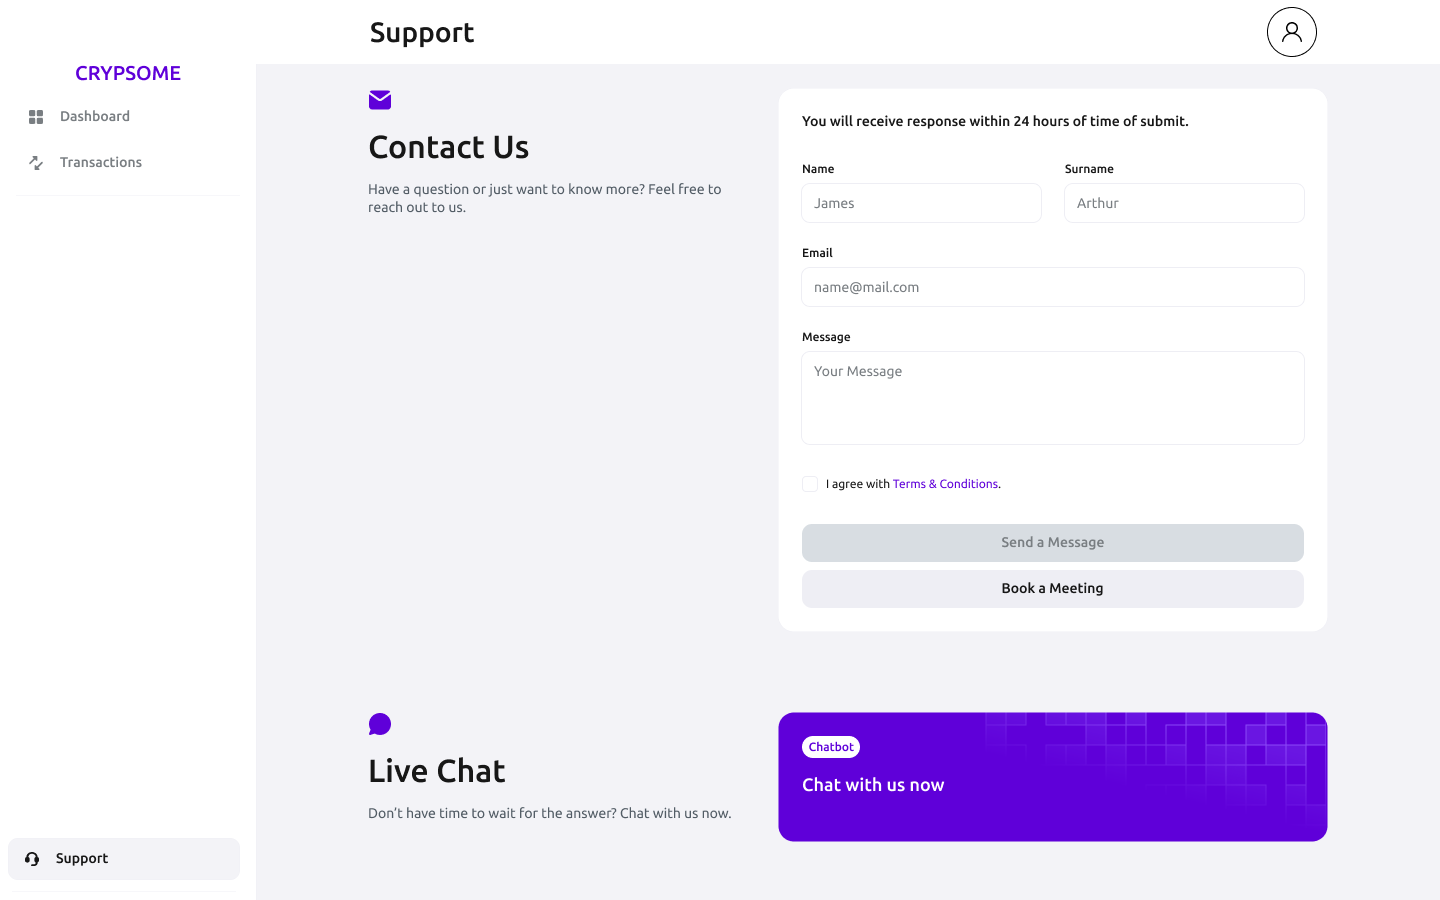 CRYPSOME
Dashboard
Transactions
Support
Support
Contact Us
Have a question or just want to know more? Feel free to
reach out to us.
You will receive response within 24 hours of time of submit.
Name
Surname
James
Arthur
Email
name@mail.com
Message
Your Message
I agree with Terms & Conditions.
Send a Message
Book a Meeting
Live Chat
Don’t have time to wait for the answer? Chat with us now.
Chatbot
Chat with us now